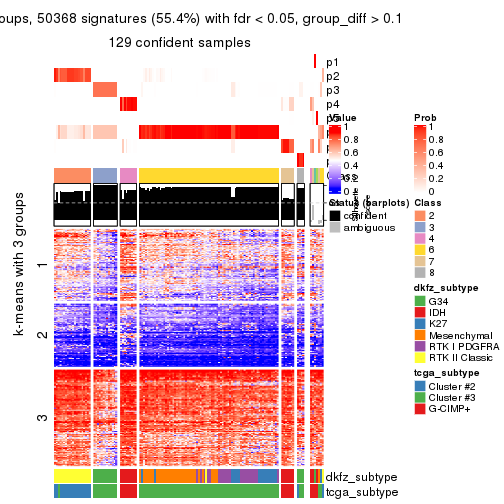 oups, 50368 signatures (55.4%) with fdr < 0.05, group_diff > 0.1
129 confident samples
p1
p2
p3
p4
k-means with 3 groups
1
2
3
Value
1
0.8
0.6
0.4
0.2
0
Status (barplots)
confident
ambiguous
Prob
1
0.8
0.6
0.4
0.2
0
Class
2
3
4
6
7
8
dkfz_subtype
G34
IDH
K27
Mesenchymal
RTK I PDGFRA
RTK II Classic
tcga_subtype
Cluster #2
Cluster #3
G-CIMP+
dkfz_subtype
tcga_subtype